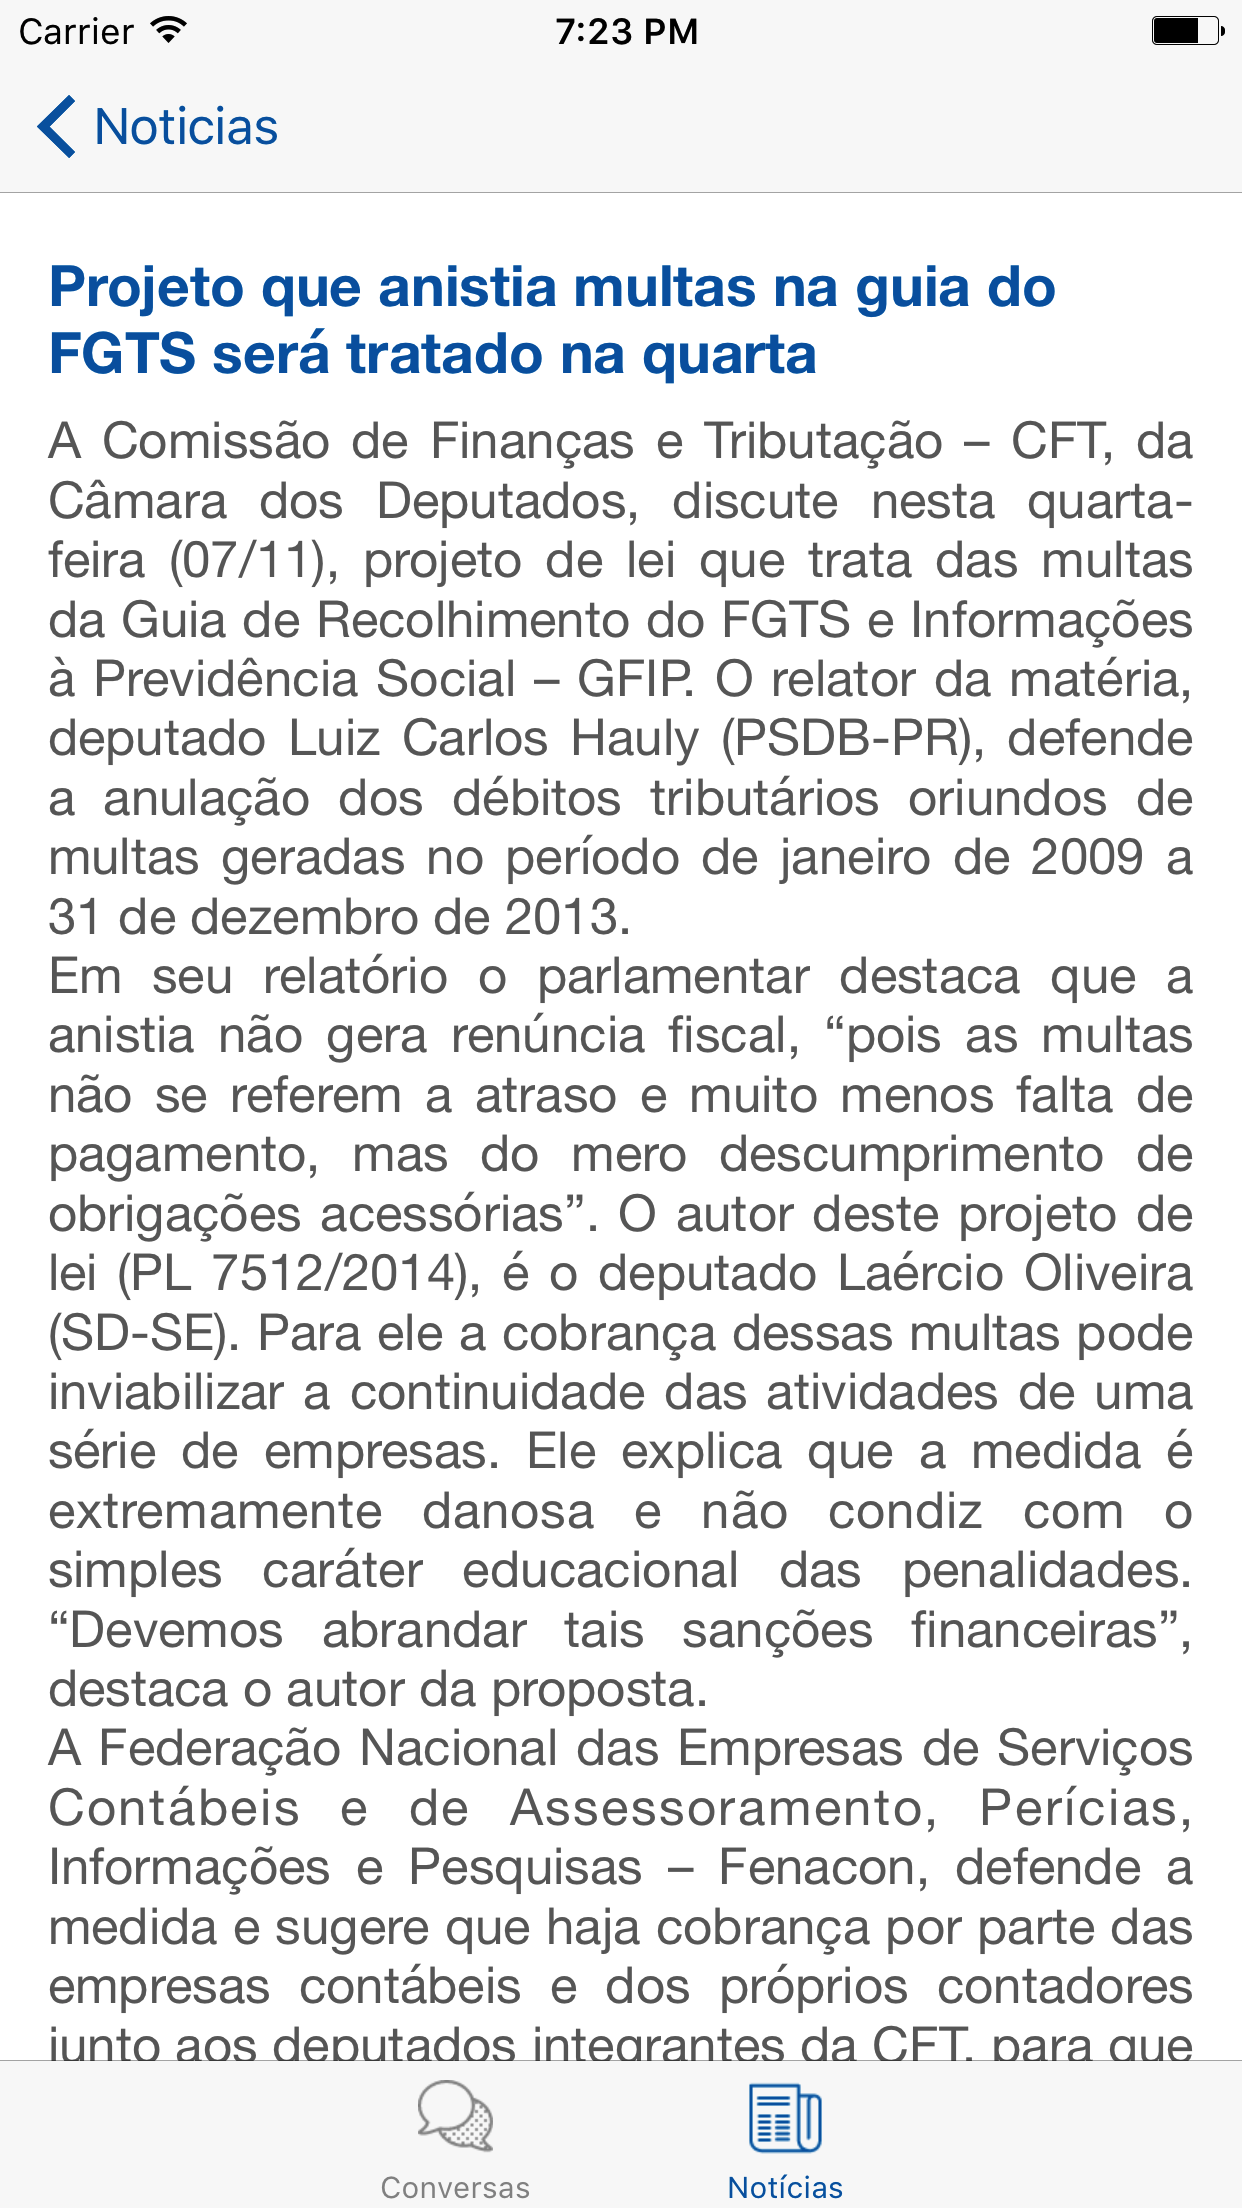 Carrier
7:23 PM
Noticias
Projeto que anistia multas na guia do
FGTS será tratado na quarta
A Comissão de Finanças e Tributação – CFT, da
Câmara dos Deputados, discute nesta quarta-
feira (07/11), projeto de lei que trata das multas
da Guia de Recolhimento do FGTS e Informações
à Previdência Social – GFIP. O relator da matéria,
deputado Luiz Carlos Hauly (PSDB-PR), defende
a anulação dos débitos tributários oriundos de
multas geradas no período de janeiro de 2009 a
31 de dezembro de 2013.
Em seu relatório o parlamentar destaca que a
anistia não gera renúncia fiscal, “pois as multas
não se referem a atraso e muito menos falta de
pagamento, mas do mero descumprimento de
obrigações acessórias”. O autor deste projeto de
lei (PL 7512/2014), é o deputado Laércio Oliveira
(SD-SE). Para ele a cobrança dessas multas pode
inviabilizar a continuidade das atividades de uma
série de empresas. Ele explica que a medida é
extremamente danosa e não condiz com o
simples caráter educacional das penalidades.
“Devemos abrandar tais sanções financeiras”,
destaca o autor da proposta.
A Federação Nacional das Empresas de Serviços
Contábeis e de Assessoramento, Perícias,
Informações e Pesquisas – Fenacon, defende a
medida e sugere que haja cobrança por parte das
empresas contábeis e dos próprios contadores
junto aos deputados integrantes da CFT, para que
Conversas
Notícias